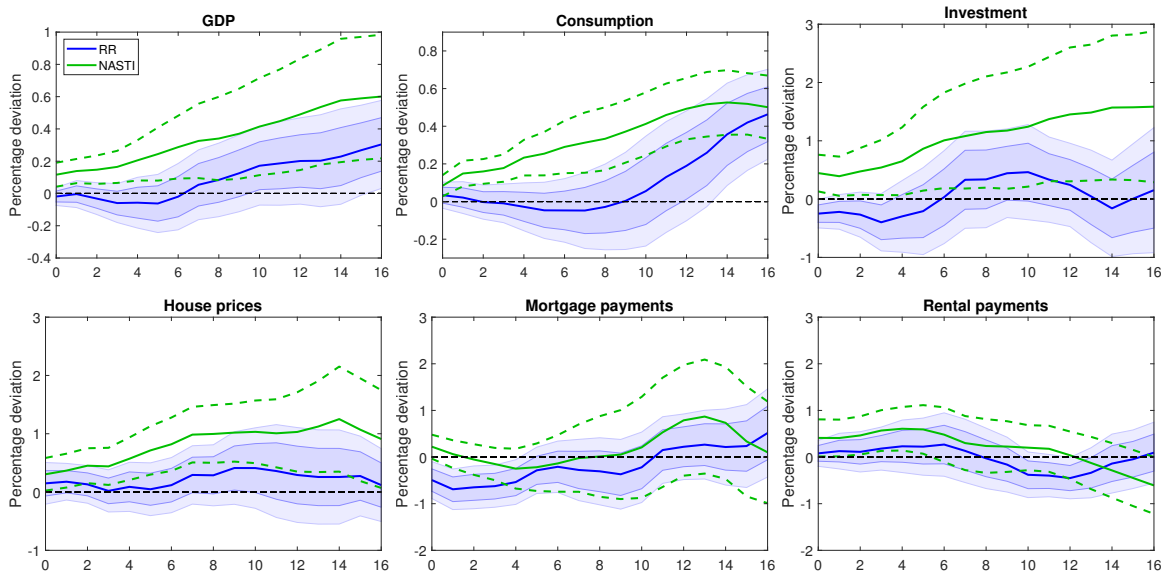 GDP
Consumption
Investment
Percentage deviation
1
0.8
0.6
0.4
0.2
0
-0.2
-0.4
RR
NASTI
0 2 4 6 8 10 12 14 16
Percentage deviation
0.8
0.6
0.4
0.2
0
-0.2
0 2 4 6 8 10 12 14 16
Percentage deviation
3
2
1
0
-1
0 2 4 6 8 10 12 14 16
House prices
Mortgage payments
Rental payments
Percentage deviation
3
2
1
0
-1
0 2 4 6 8 10 12 14 16
Percentage deviation
3
2
1
0
-1
-2
0 2 4 6 8 10 12 14 16
Percentage deviation
3
2
1
0
-1
-2
0 2 4 6 8 10 12 14 16